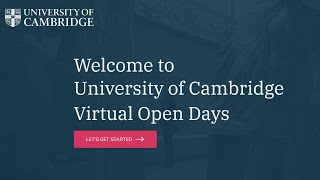 UNIVERSITY OF
CAMBRIDGE
Welcome to
University of Cambridge
Virtual Open Days
LET'S GET STARTED